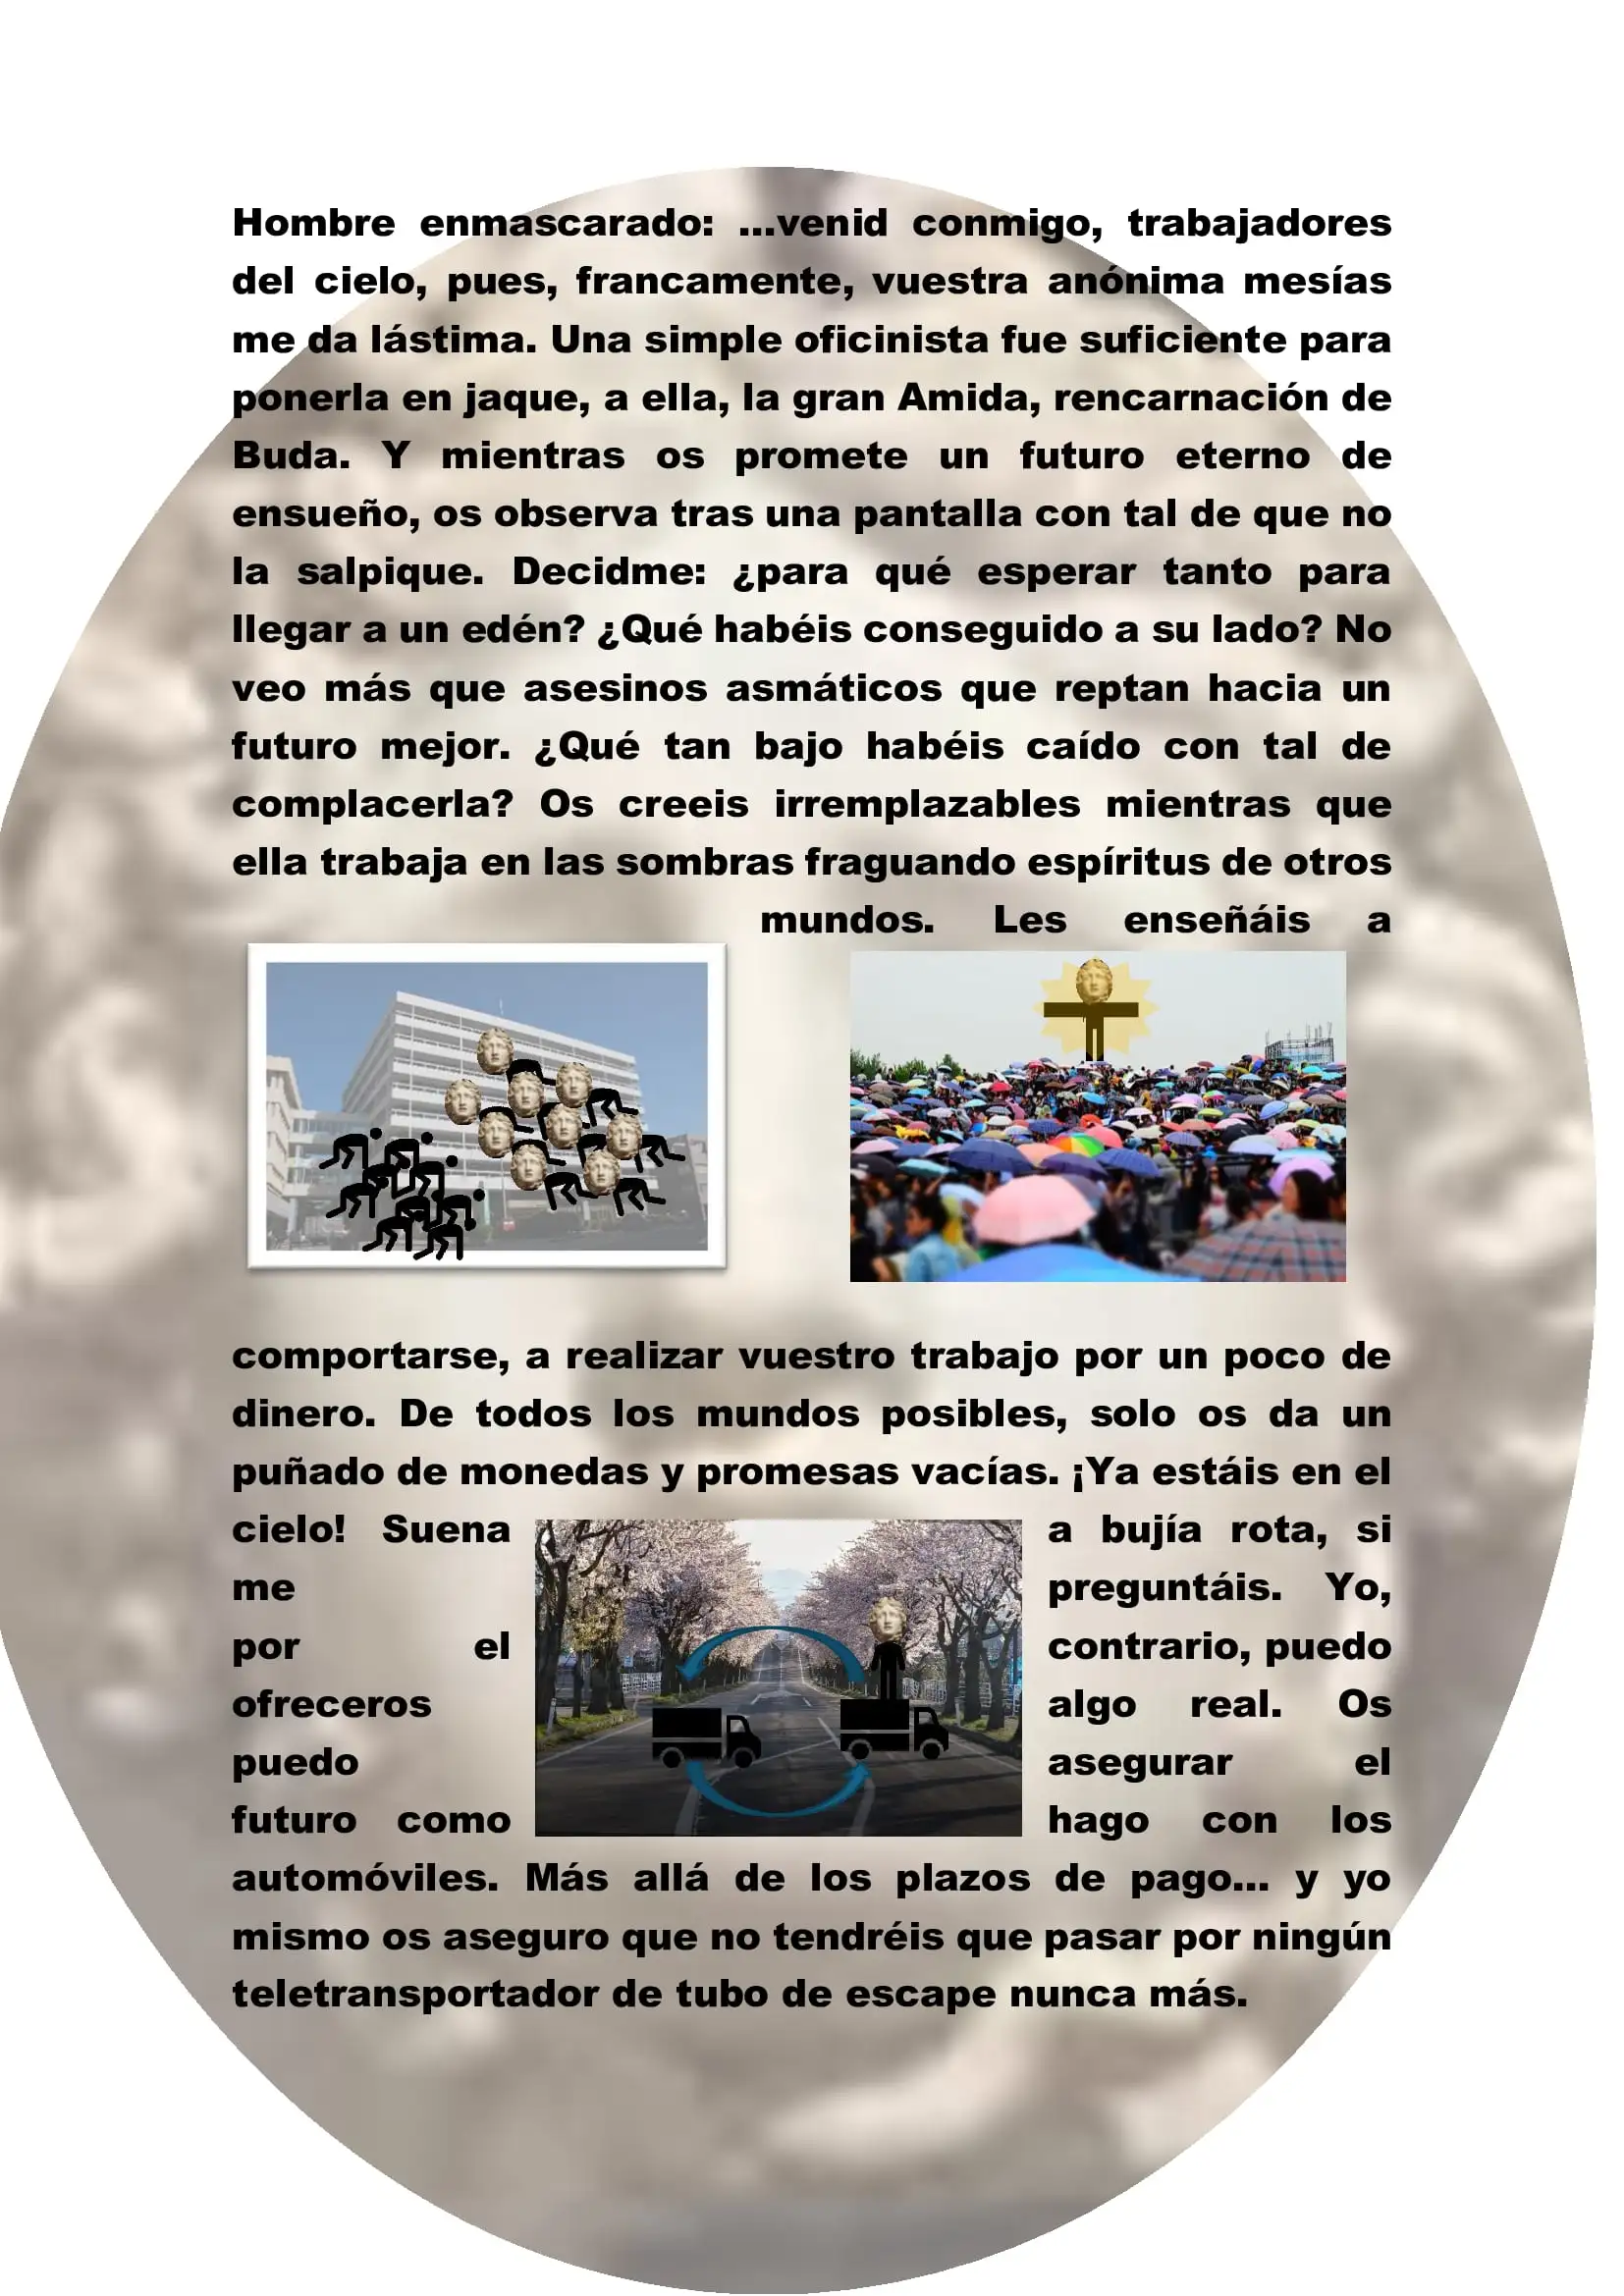 Hombre enmascarado: ...venid conmigo, trabajadores
del cielo, pues, francamente, vuestra anónima mesías
me da lástima. Una simple oficinista fue suficiente para
ponerla en jaque, a ella, la gran Amida, rencarnación de
Buda. Y mientras os promete un futuro eterno de
ensueño, os observa tras una pantalla con tal de que no
la salpique. Decidme: ¿para qué esperar tanto para
llegar a un edén? ¿Qué habéis conseguido a su lado? No
veo más que asesinos asmáticos que reptan hacia un
futuro mejor. ¿Qué tan bajo habéis caído con tal de
complacerla? Os creeis irremplazables mientras que
ella trabaja en las sombras fraguando espíritus de otros
mundos. Les enseñáis a
comportarse, a realizar vuestro trabajo por un poco de
dinero. De todos los mundos posibles, solo os da un
puñado de monedas y promesas vacías. ¡Ya estáis en el
cielo! Suena a bujía rota, si
me preguntáis. Yo,
por el contrario, puedo
ofreceros algo real. Os
puedo asegurar el
futuro como hago con los
automóviles. Más allá de los plazos de pago... y yo
mismo os aseguro que no tendréis que pasar por ningún
teletransportador de tubo de escape nunca más.